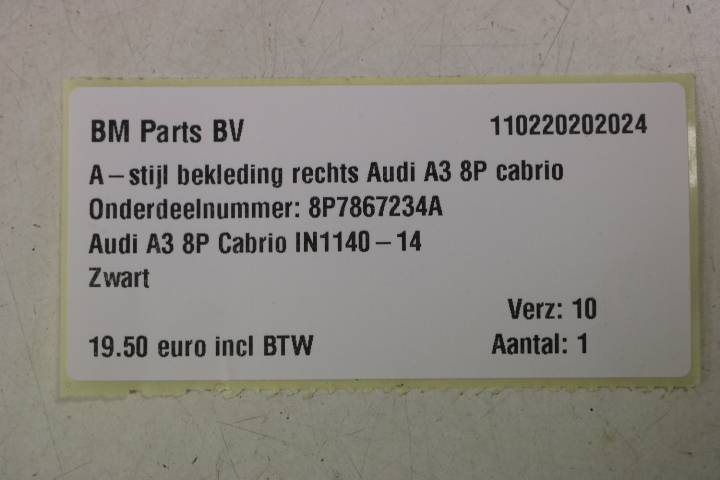 BM Parts BV 110220202024
A-stijl bekleding rechts Audi A3 8P cabrio
Onderdeelnummer: 8P7867234A
Audi A3 8P Cabrio IN1140-14
Zwart
Verz: 10
19.50 euro incl BTW Aantal: 1